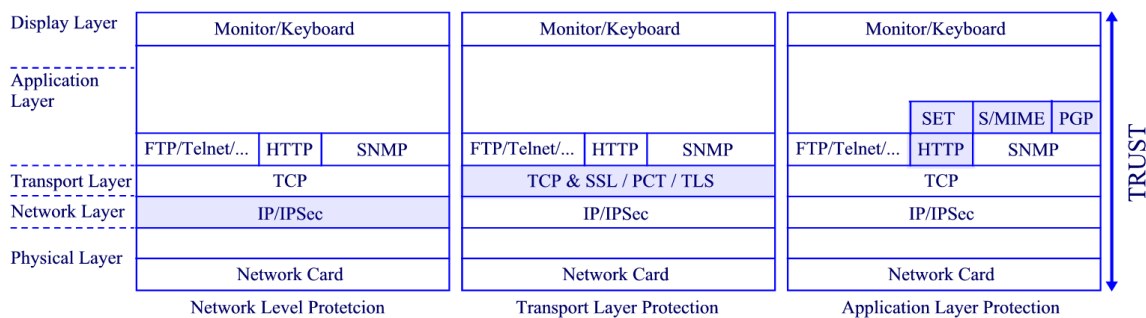 Display Layer
Monitor/Keyboard
Monitor/Keyboard
Monitor/Keyboard
Application
Layer
SET
S/MIME
PGP
FTP/Telnet/...
HTTP
SNMP
FTP/Telnet/...
HTTP
SNMP
FTP/Telnet/...
HTTP
SNMP
Transport Layer
TCP
TCP & SSL / PCT / TLS
TCP
Network Layer
IP/IPSec
IP/IPSec
IP/IPSec
Physical Layer
Network Card
Network Card
Network Card
Network Level Protetcion
Transport Layer Protection
Application Layer Protection
TRUST